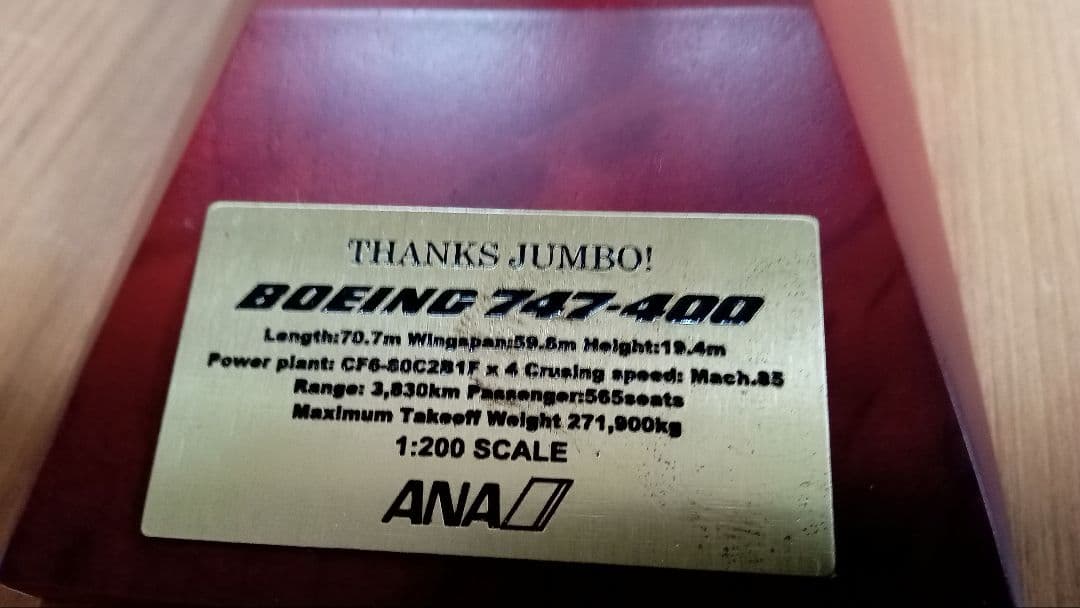 THANKS JUMBO!
BOEING 747-400
Length:70.7m Wingspan:59.6m Height:19.4m
Power plant: CF6-80C2B1F x 4 Crusing speed: Mach.85
Range: 3,830km Passenger:565seats
Maximum Takeoff Weight 271,900kg
1:200 SCALE
ANA